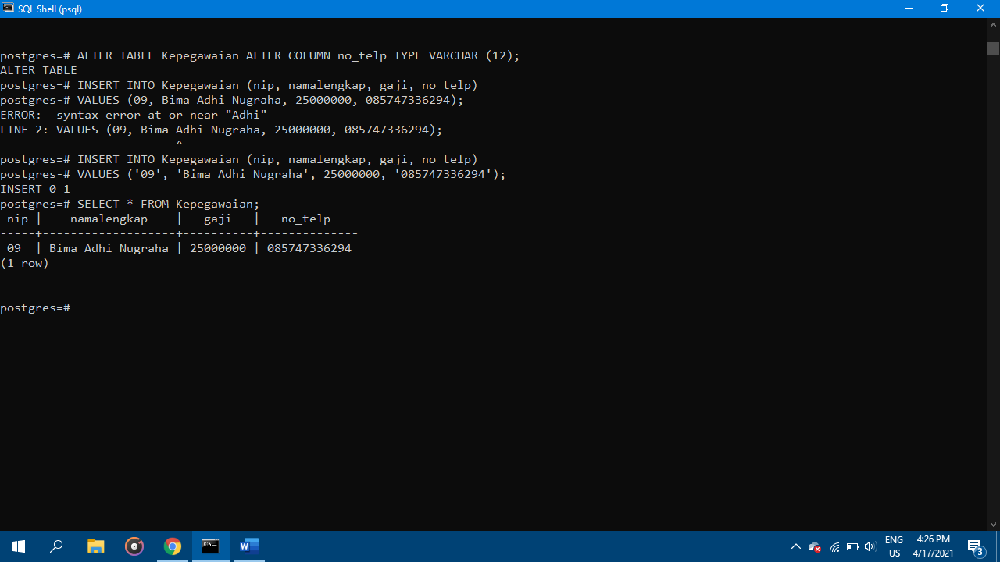 SQL Shell (psql)
postgres=# ALTER TABLE Kepegawaian ALTER COLUMN no_telp TYPE VARCHAR (12);
ALTER TABLE
postgres=# INSERT INTO Kepegawaian (nip, namalengkap, gaji, no_telp)
postgres-# VALUES (09, Bima Adhi Nugraha, 25000000, 085747336294);
ERROR:  syntax error at or near "Adhi"
LINE 2: VALUES (09, Bima Adhi Nugraha, 25000000, 085747336294);
                         ^
postgres=# INSERT INTO Kepegawaian (nip, namalengkap, gaji, no_telp)
postgres-# VALUES ('09', 'Bima Adhi Nugraha', 25000000, '085747336294');
INSERT 0 1
postgres=# SELECT * FROM Kepegawaian;
 nip |    namalengkap    |   gaji   |   no_telp
-----+-------------------+----------+--------------
 09  | Bima Adhi Nugraha | 25000000 | 085747336294
(1 row)
postgres=#
ENG
US
4:26 PM
4/17/2021
3